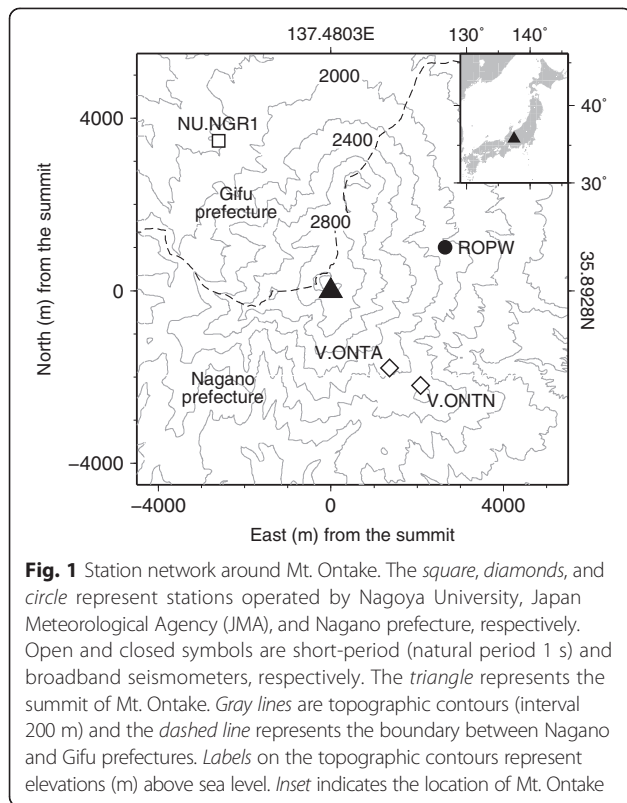 137.4803E
130° 140°
2000
4000
NU.NGR1
2400
40°
Gifu
prefecture
30°
2800
ROPW
0
35.8928N
V.ONTA
Nagano
prefecture
V.ONTN
−4000
−4000 0 4000
North (m) from the summit
East (m) from the summit
Fig. 1 Station network around Mt. Ontake. The square, diamonds, and
circle represent stations operated by Nagoya University, Japan
Meteorological Agency (JMA), and Nagano prefecture, respectively.
Open and closed symbols are short-period (natural period 1 s) and
broadband seismometers, respectively. The triangle represents the
summit of Mt. Ontake. Gray lines are topographic contours (interval
200 m) and the dashed line represents the boundary between Nagano
and Gifu prefectures. Labels on the topographic contours represent
elevations (m) above sea level. Inset indicates the location of Mt. Ontake